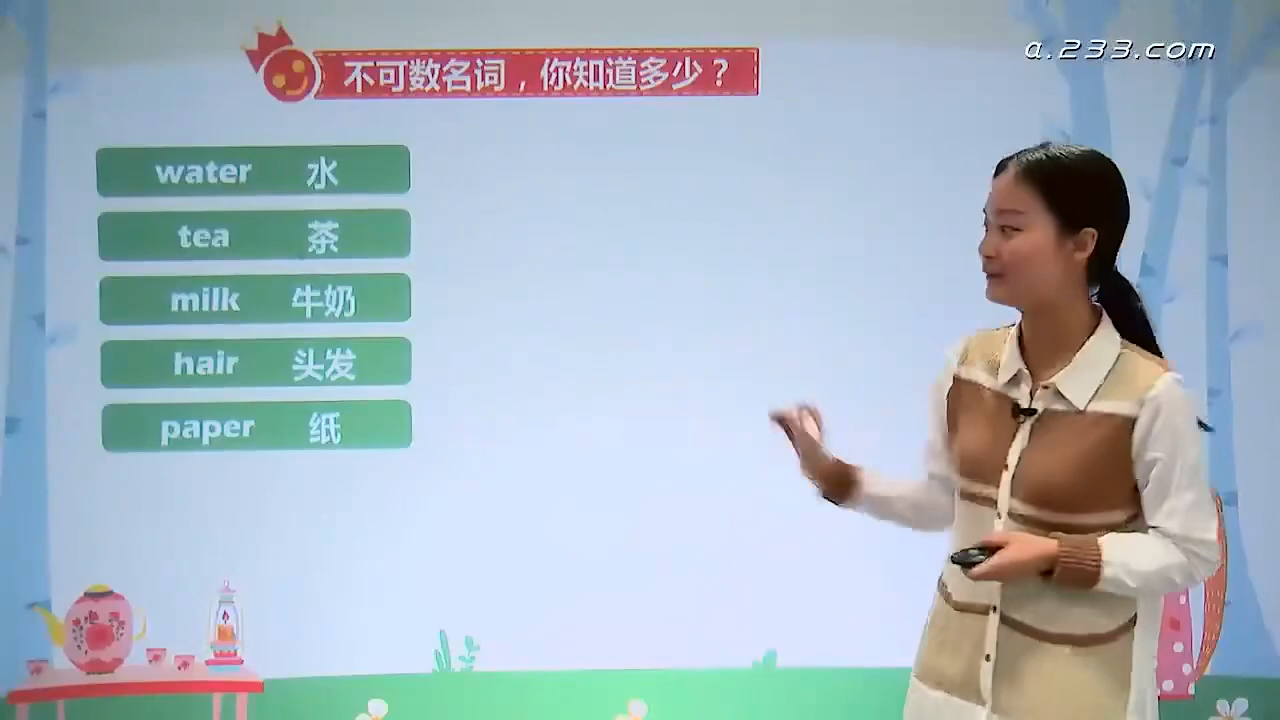 a.233.com
不可数名词，你知道多少？
water 水
tea 茶
milk 牛奶
hair 头发
paper 纸